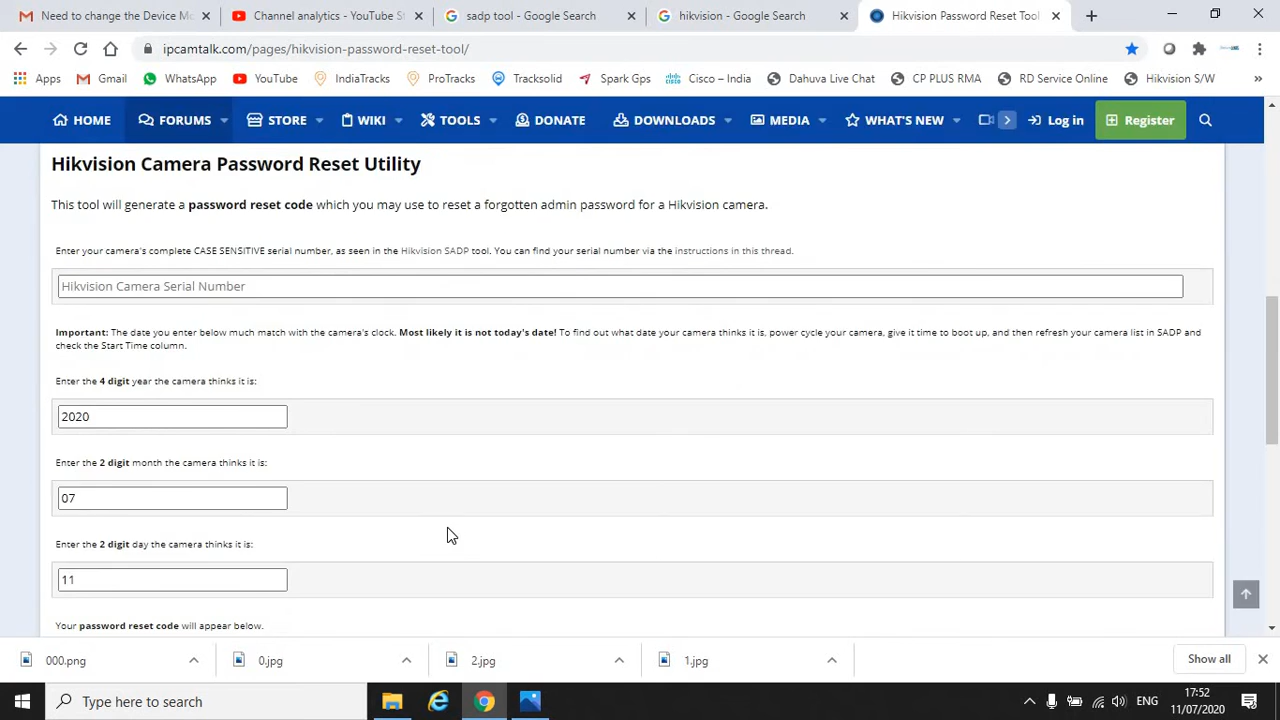 Need to change the Device M
Channel analytics - YouTube St
sadp tool - Google Search
hikvision - Google Search
Hikvision Password Reset Tool
ipcamtalk.com/pages/hikvision-password-reset-tool/
Apps Gmail WhatsApp YouTube IndiaTracks ProTracks Tracksolid Spark Gps Cisco – India Dahuva Live Chat CP PLUS RMA RD Service Online Hikvision S/W
HOME FORUMS STORE WIKI TOOLS DONATE DOWNLOADS MEDIA WHAT'S NEW Log in Register
Hikvision Camera Password Reset Utility
This tool will generate a password reset code which you may use to reset a forgotten admin password for a Hikvision camera.
Enter your camera's complete CASE SENSITIVE serial number, as seen in the Hikvision SADP tool. You can find your serial number via the instructions in this thread.
Hikvision Camera Serial Number
Important: The date you enter below much match with the camera's clock. Most likely it is not today's date! To find out what date your camera thinks it is, power cycle your camera, give it time to boot up, and then refresh your camera list in SADP and
check the Start Time column.
Enter the 4 digit year the camera thinks it is:
2020
Enter the 2 digit month the camera thinks it is:
07
Enter the 2 digit day the camera thinks it is:
11
Your password reset code will appear below.
000.png 0.jpg 2.jpg 1.jpg Show all
Type here to search
ENG
17:52
11/07/2020